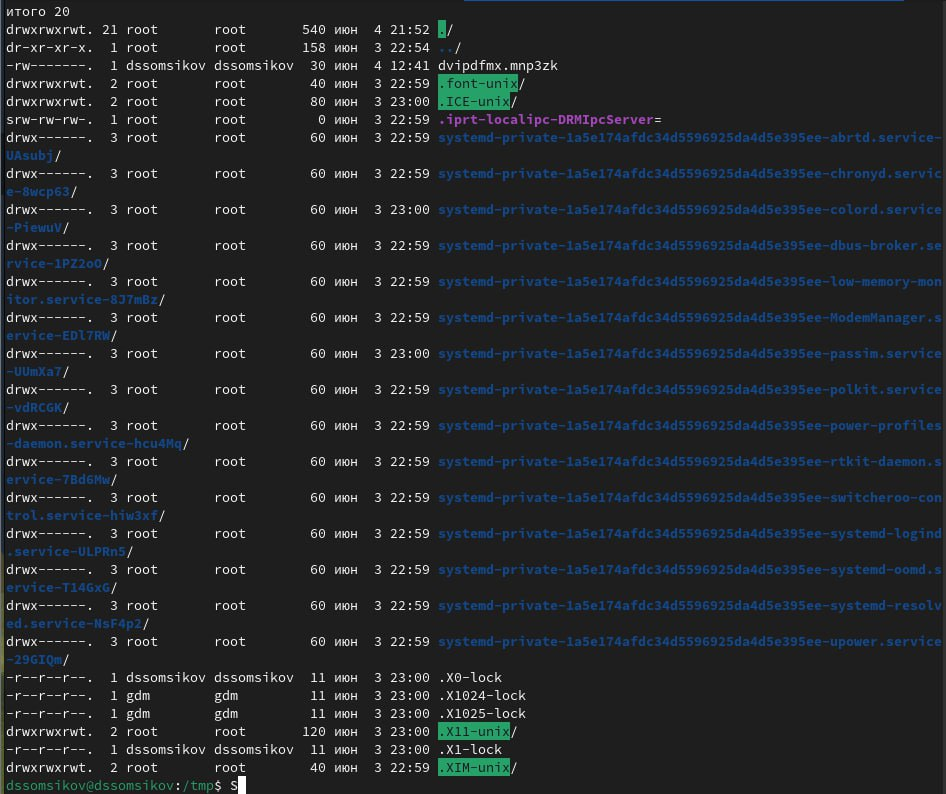 итого 20
drwxrwxrwt. 21 root       root       540 июн  4 21:52 ./
dr-xr-xr-x.  1 root       root       158 июн  3 22:54 ../
-rw-------.  1 dssomsikov dssomsikov  30 июн  4 12:41 dvipdfmx.mnp3zk
drwxrwxrwt.  2 root       root        40 июн  3 22:59 .font-unix/
drwxrwxrwt.  2 root       root        80 июн  3 23:00 .ICE-unix/
srw-rw-rw-.  1 root       root         0 июн  3 22:59 .iprt-localipc-DRMIpcServer=
drwx------.  3 root       root        60 июн  3 22:59 systemd-private-1a5e174afdc34d5596925da4d5e395ee-abrtd.service-
UAsubj/
drwx------.  3 root       root        60 июн  3 22:59 systemd-private-1a5e174afdc34d5596925da4d5e395ee-chronyd.servic
e-8wcp63/
drwx------.  3 root       root        60 июн  3 23:00 systemd-private-1a5e174afdc34d5596925da4d5e395ee-colord.service
-PiewuV/
drwx------.  3 root       root        60 июн  3 22:59 systemd-private-1a5e174afdc34d5596925da4d5e395ee-dbus-broker.se
rvice-1PZ2oO/
drwx------.  3 root       root        60 июн  3 22:59 systemd-private-1a5e174afdc34d5596925da4d5e395ee-low-memory-mon
itor.service-8J7mBz/
drwx------.  3 root       root        60 июн  3 22:59 systemd-private-1a5e174afdc34d5596925da4d5e395ee-ModemManager.s
ervice-EDl7RW/
drwx------.  3 root       root        60 июн  3 23:00 systemd-private-1a5e174afdc34d5596925da4d5e395ee-passim.service
-UUmXa7/
drwx------.  3 root       root        60 июн  3 22:59 systemd-private-1a5e174afdc34d5596925da4d5e395ee-polkit.service
-vdRCGK/
drwx------.  3 root       root        60 июн  3 22:59 systemd-private-1a5e174afdc34d5596925da4d5e395ee-power-profiles
-daemon.service-hcu4Mq/
drwx------.  3 root       root        60 июн  3 22:59 systemd-private-1a5e174afdc34d5596925da4d5e395ee-rtkit-daemon.s
ervice-7Bd6Mw/
drwx------.  3 root       root        60 июн  3 22:59 systemd-private-1a5e174afdc34d5596925da4d5e395ee-switcheroo-con
trol.service-hiw3xf/
drwx------.  3 root       root        60 июн  3 22:59 systemd-private-1a5e174afdc34d5596925da4d5e395ee-systemd-logind
.service-ULPRn5/
drwx------.  3 root       root        60 июн  3 22:59 systemd-private-1a5e174afdc34d5596925da4d5e395ee-systemd-oomd.s
ervice-T14GxG/
drwx------.  3 root       root        60 июн  3 22:59 systemd-private-1a5e174afdc34d5596925da4d5e395ee-systemd-resolv
ed.service-NsF4p2/
drwx------.  3 root       root        60 июн  3 22:59 systemd-private-1a5e174afdc34d5596925da4d5e395ee-upower.service
-29GIQm/
-r--r--r--.  1 dssomsikov dssomsikov  11 июн  3 23:00 .X0-lock
-r--r--r--.  1 gdm        gdm         11 июн  3 23:00 .X1024-lock
-r--r--r--.  1 gdm        gdm         11 июн  3 23:00 .X1025-lock
drwxrwxrwt.  2 root       root       120 июн  3 23:00 .X11-unix/
-r--r--r--.  1 dssomsikov dssomsikov  11 июн  3 23:00 .X1-lock
drwxrwxrwt.  2 root       root        40 июн  3 22:59 .XIM-unix/
dssomsikov@dssomsikov:/tmp$ S